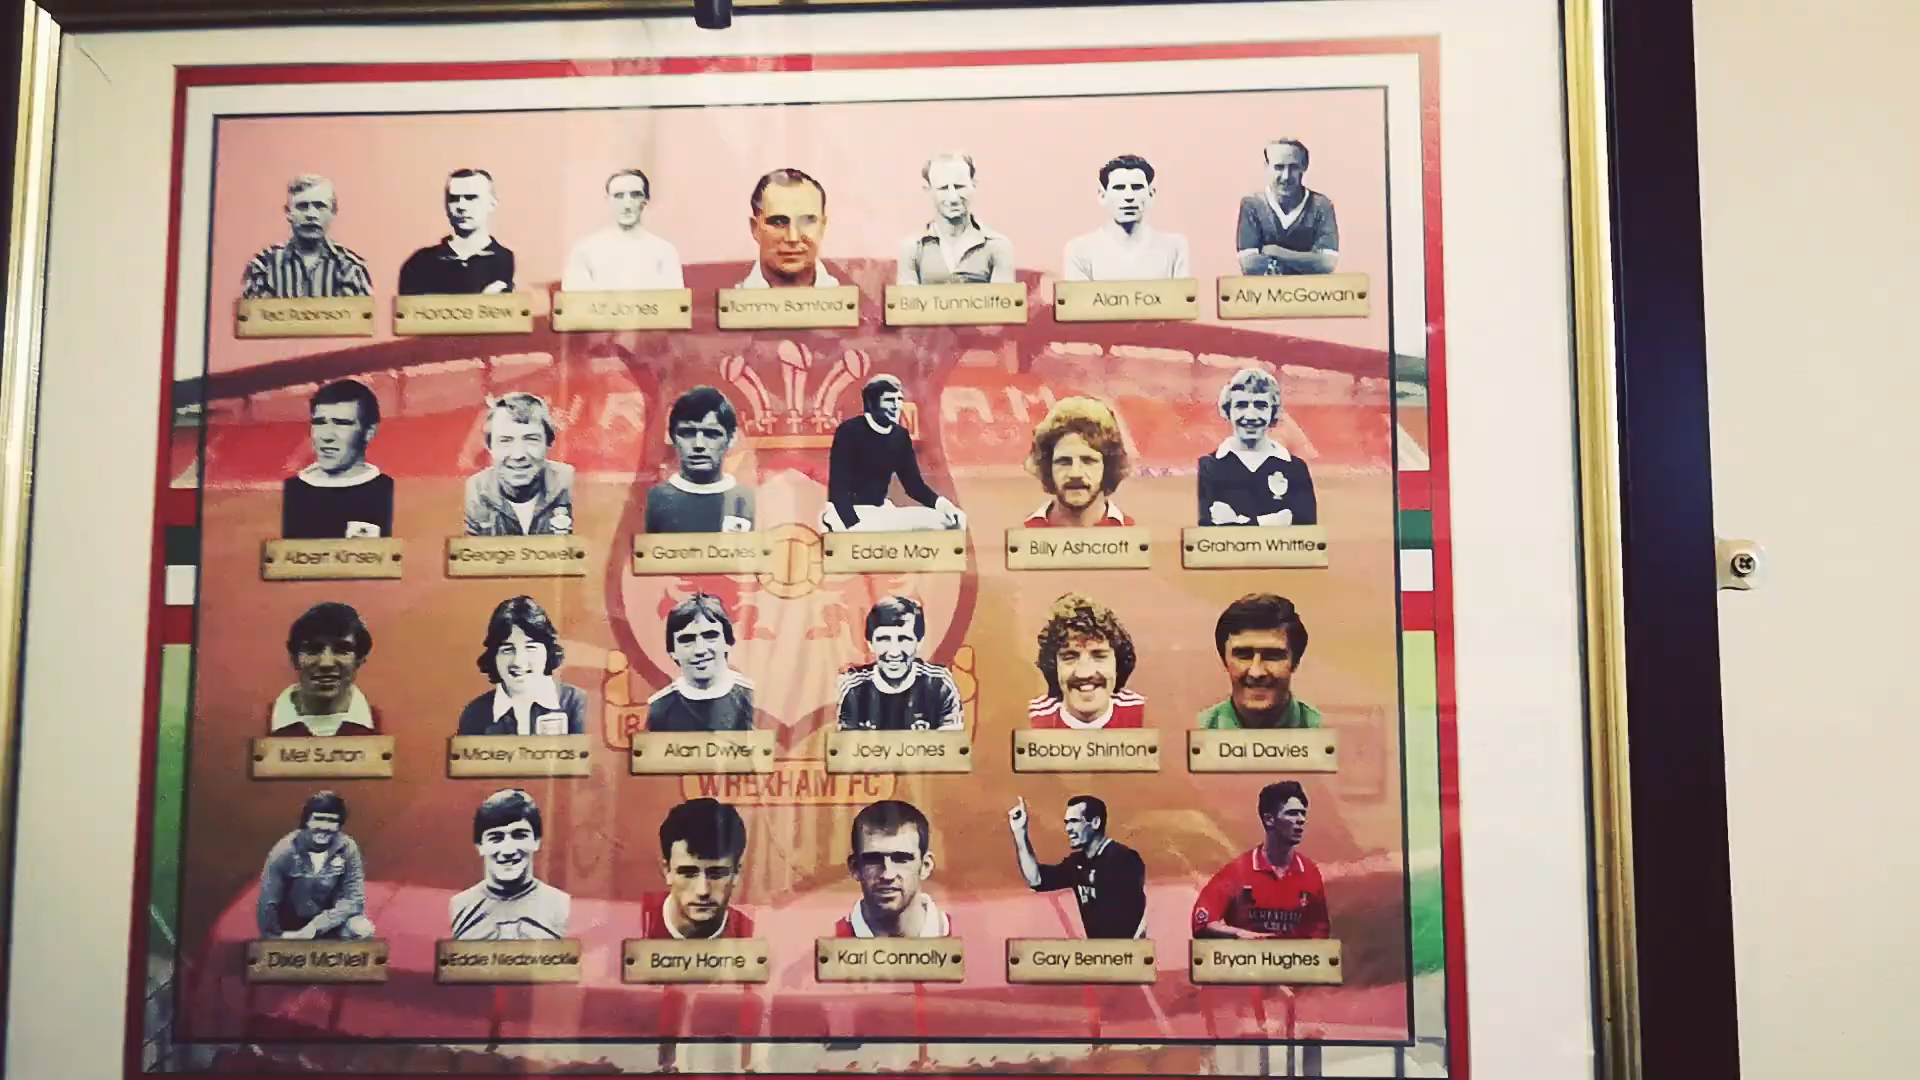 Ted Robinson
Horace Blew
Alf Jones
Tommy Bamford
Billy Tunnicliffe
Alan Fox
Ally McGowan
Albert Kinsey
George Showell
Gareth Davies
Eddie May
Billy Ashcroft
Graham Whittle
Mel Sutton
Mickey Thomas
Alan Dwyer
Joey Jones
Bobby Shinton
Dai Davies
18
WREXHAM FC
Dixie McNeil
Eddie Niedzwiecki
Barry Horne
Karl Connolly
Gary Bennett
Bryan Hughes